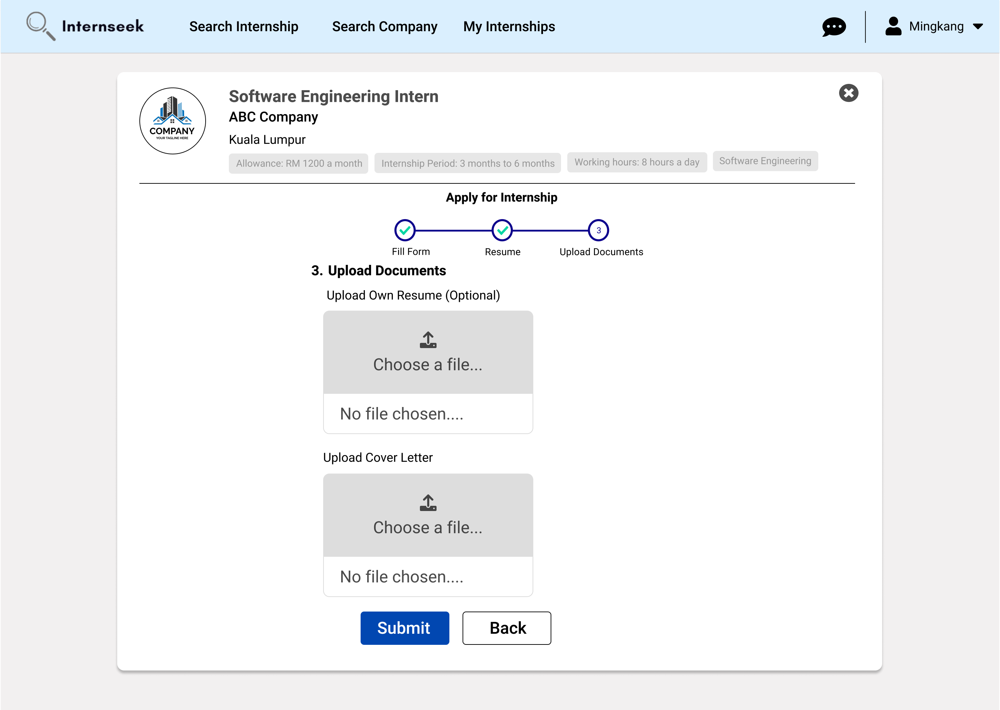 Internseek
Search Internship
Search Company
My Internships
Mingkang
COMPANY
YOUR TAGLINE HERE
Software Engineering Intern
ABC Company
Kuala Lumpur
Allowance: RM 1200 a month
Internship Period: 3 months to 6 months
Working hours: 8 hours a day
Software Engineering
Apply for Internship
3
Fill Form
Resume
Upload Documents
3. Upload Documents
Upload Own Resume (Optional)
Choose a file...
No file chosen....
Upload Cover Letter
Choose a file...
No file chosen....
Submit
Back